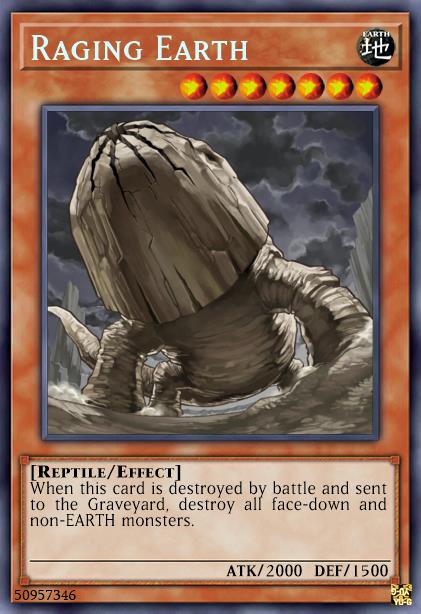 Raging Earth
EARTH
地
[Reptile/Effect]
When this card is destroyed by battle and sent
to the Graveyard, destroy all face-down and
non-EARTH monsters.
ATK/2000 DEF/1500
50957346